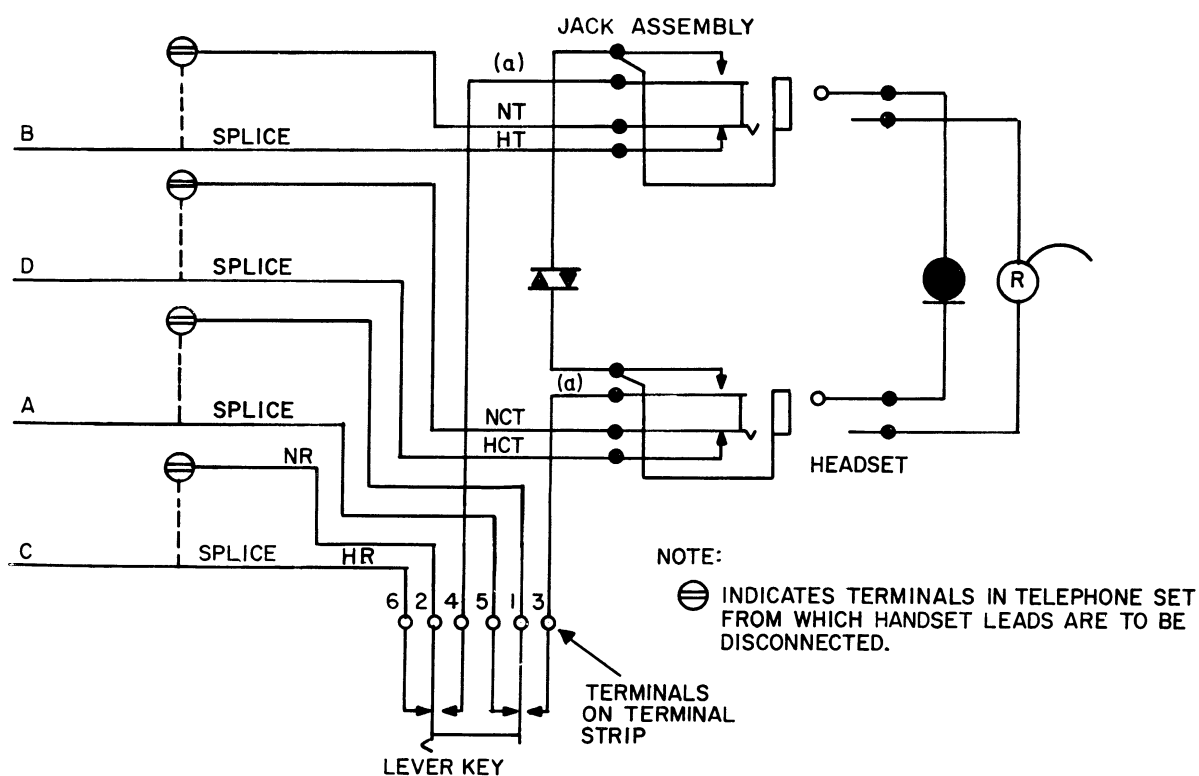 JACK ASSEMBLY
(a)
NT
B
SPLICE
HT
D
SPLICE
R
(a)
A
SPLICE
NCT
HCT
NR
HEADSET
C
SPLICE
HR
NOTE:
6 2 4 5 1 3
INDICATES TERMINALS IN TELEPHONE SET
FROM WHICH HANDSET LEADS ARE TO BE
DISCONNECTED.
TERMINALS
ON TERMINAL
STRIP
LEVER KEY